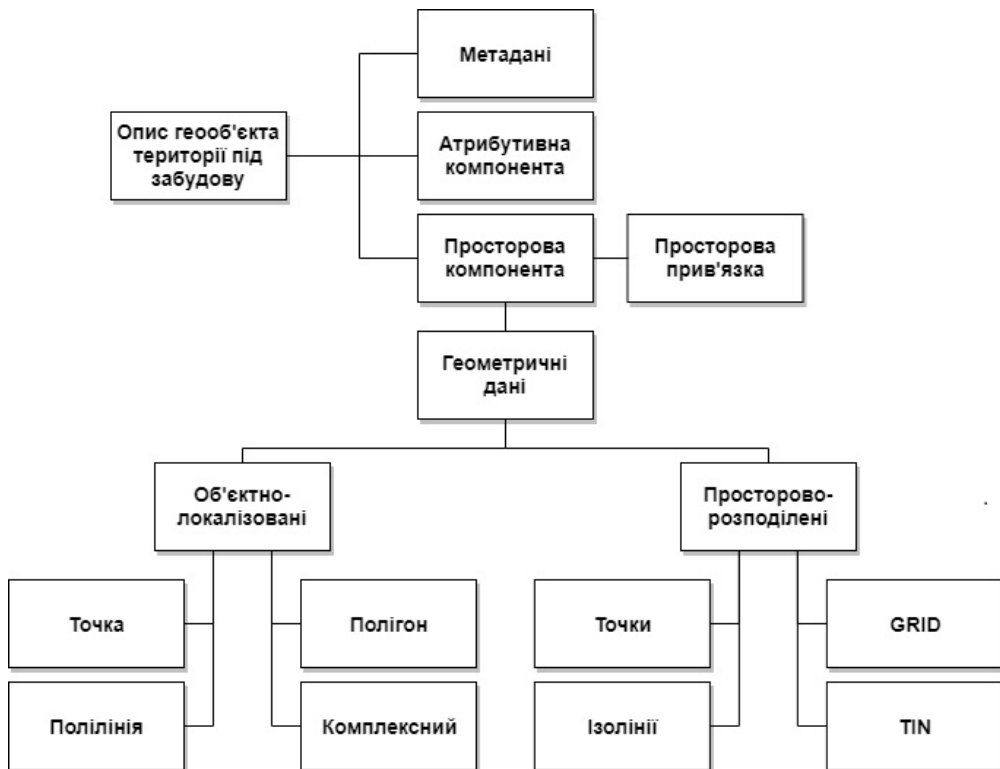 Метадані
Опис геооб'єкта
території під
забудову
Атрибутивна
компонента
Просторова
компонента
Просторова
прив'язка
Геометричні
дані
Об'єктно-
локалізовані
Просторово-
розподілені
Точка
Полігон
Точки
GRID
Полілінія
Комплексний
Ізолінії
TIN